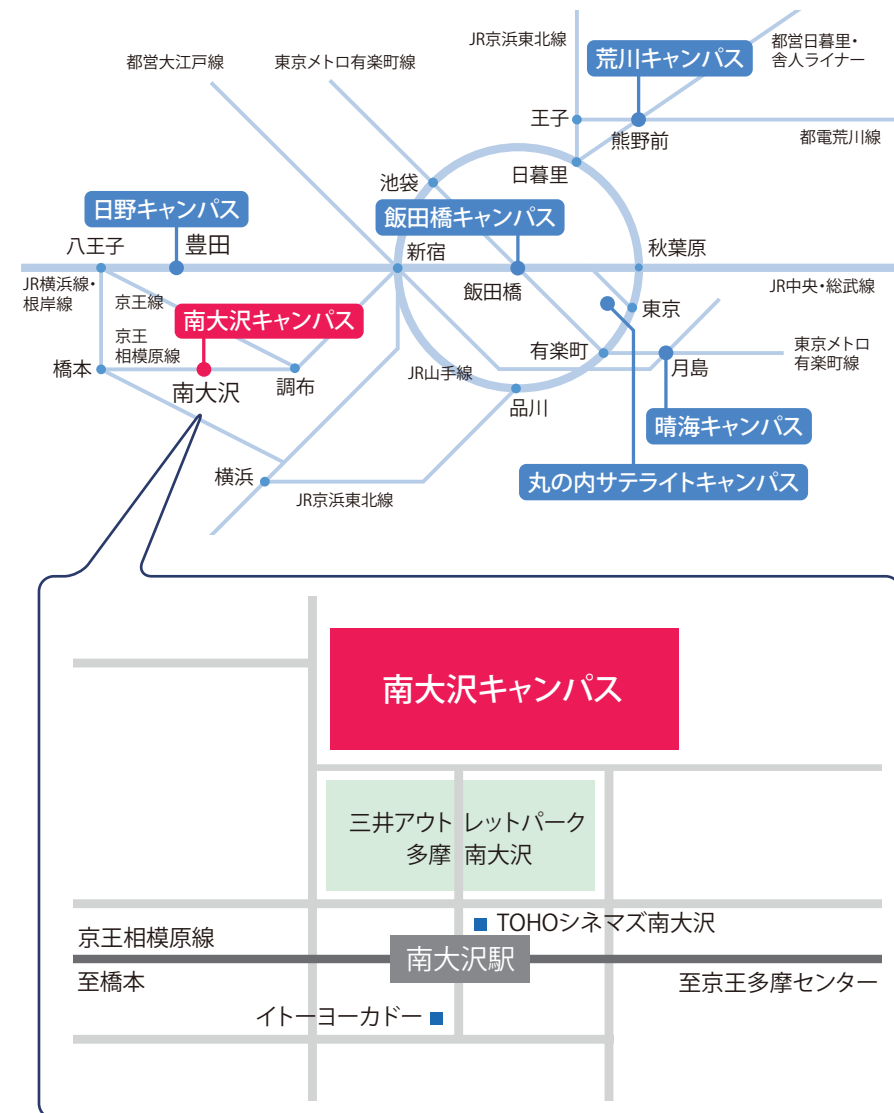 JR京浜東北線
都営日暮里・
舎人ライナー
都営大江戸線
東京メトロ有楽町線
荒川キャンパス
王子
熊野前
都電荒川線
日暮里
池袋
日野キャンパス
飯田橋キャンパス
八王子
豊田
新宿
秋葉原
飯田橋
JR横浜線・
根岸線
JR中央・総武線
京王線
南大沢キャンパス
東京
京王
相模原線
有楽町
東京メトロ
有楽町線
橋本
南大沢
調布
JR山手線
月島
品川
晴海キャンパス
横浜
丸の内サテライトキャンパス
JR京浜東北線
南大沢キャンパス
三井アウトレットパーク
多摩 南大沢
TOHOシネマズ南大沢
京王相模原線
南大沢駅
至橋本
至京王多摩センター
イトーヨーカドー